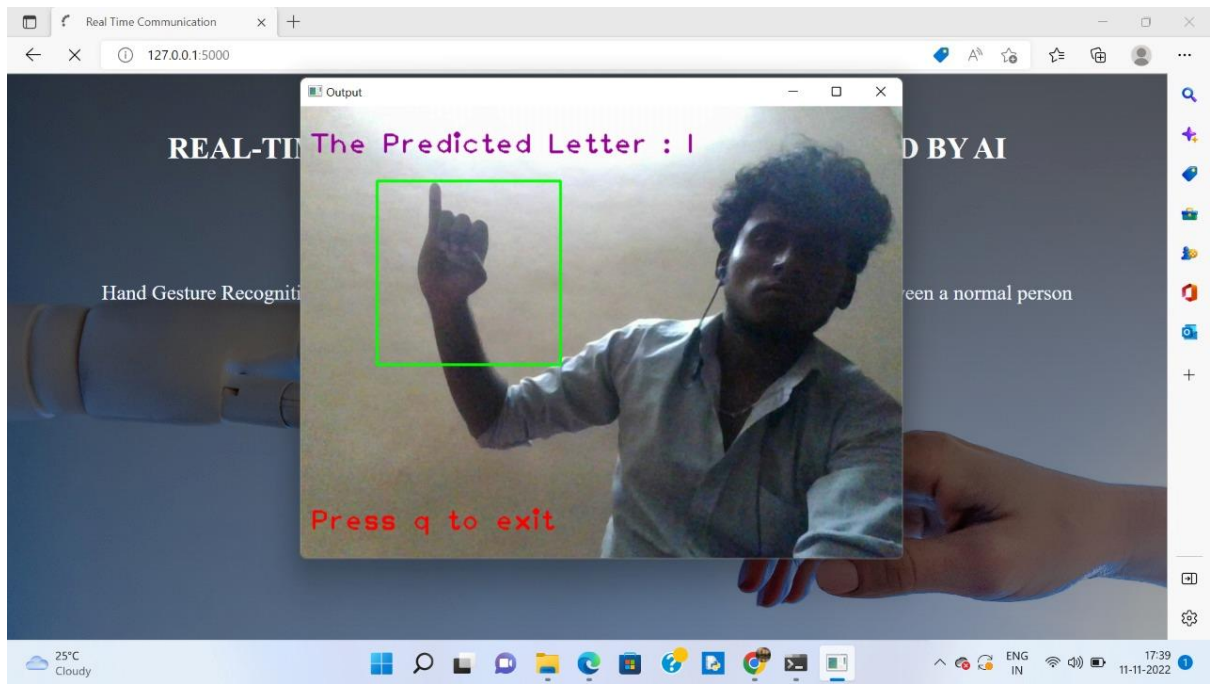 Real Time Communication
127.0.0.1:5000
Output
The Predicted Letter : I
REAL-TI
D BY AI
Hand Gesture Recogniti
een a normal person
Press q to exit
25°C
Cloudy
ENG
IN
17:39
11-11-2022
1